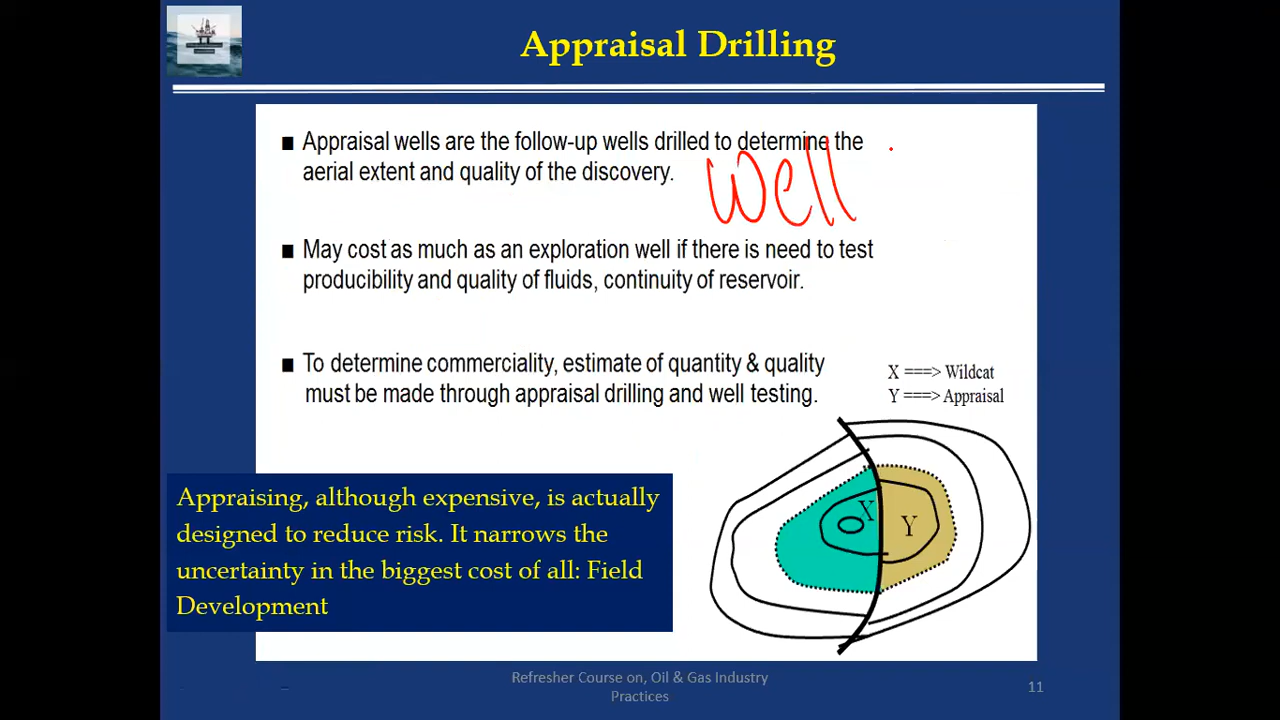 Appraisal Drilling
■ Appraisal wells are the follow-up wells drilled to determine the
aerial extent and quality of the discovery.
well
■ May cost as much as an exploration well if there is need to test
producibility and quality of fluids, continuity of reservoir.
■ To determine commerciality, estimate of quantity & quality
must be made through appraisal drilling and well testing.
X ===> Wildcat
Y ===> Appraisal
X
Y
Appraising, although expensive, is actually
designed to reduce risk. It narrows the
uncertainty in the biggest cost of all: Field
Development
Refresher Course on, Oil & Gas Industry
Practices
11